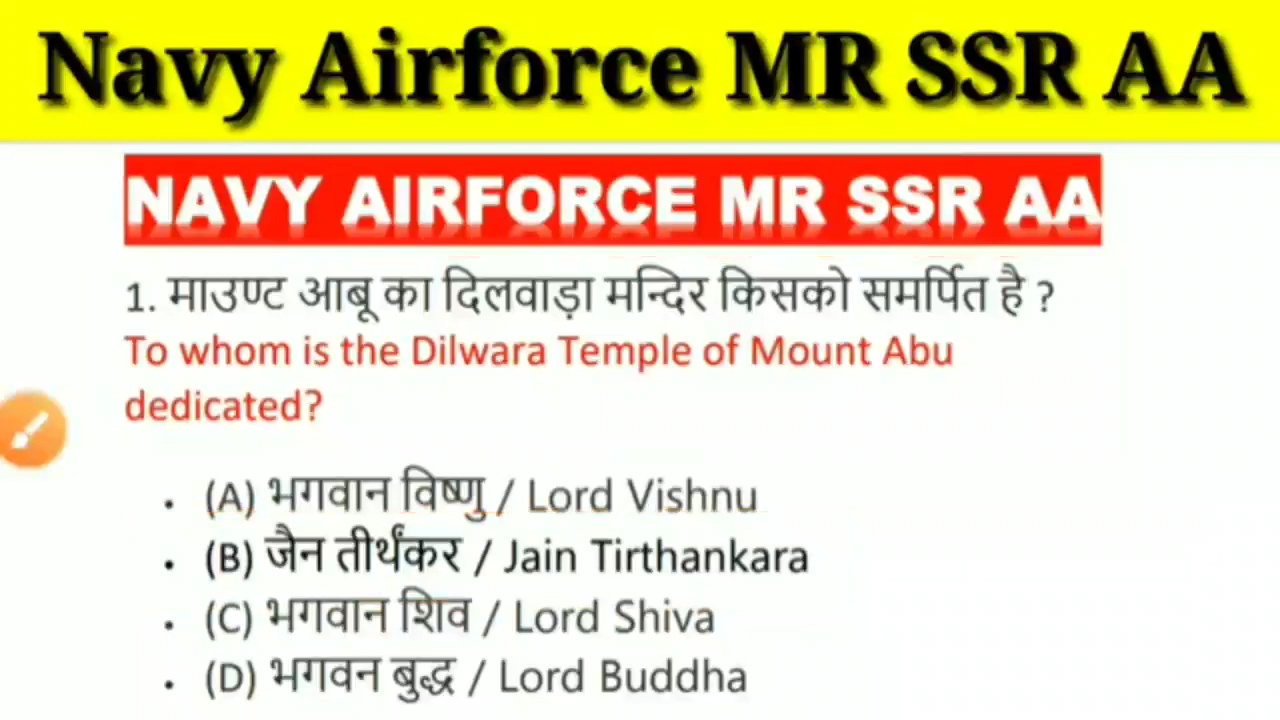 Navy Airforce MR SSR AA
NAVY AIRFORCE MR SSR AA
1. माउण्ट आबू का दिलवाड़ा मन्दिर किसको समर्पित है ?
To whom is the Dilwara Temple of Mount Abu
dedicated?
• (A) भगवान विष्णु / Lord Vishnu
• (B) जैन तीर्थंकर / Jain Tirthankara
• (C) भगवान शिव / Lord Shiva
• (D) भगवन बुद्ध / Lord Buddha